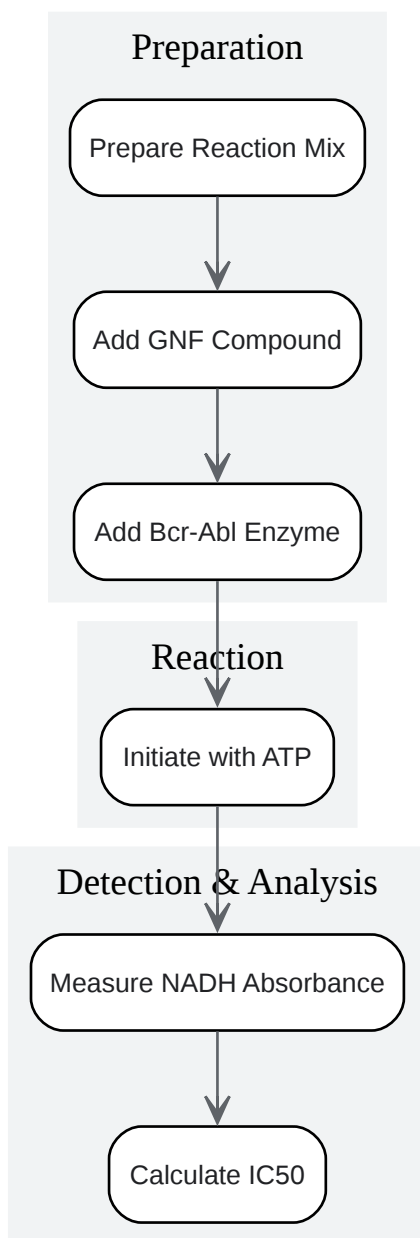 Preparation
Prepare Reaction Mix
Add GNF Compound
Add Bcr-Abl Enzyme
Reaction
Initiate with ATP
Detection & Analysis
Measure NADH Absorbance
Calculate IC50